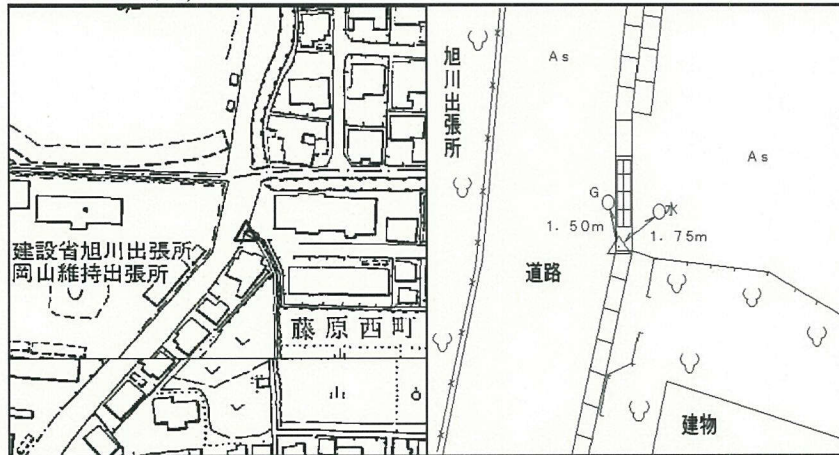 建設省旭川出張所
岡山維持出張所
藤原西町
旭川出張所
As
As
G
水
1.50m
1.75m
道路
建物